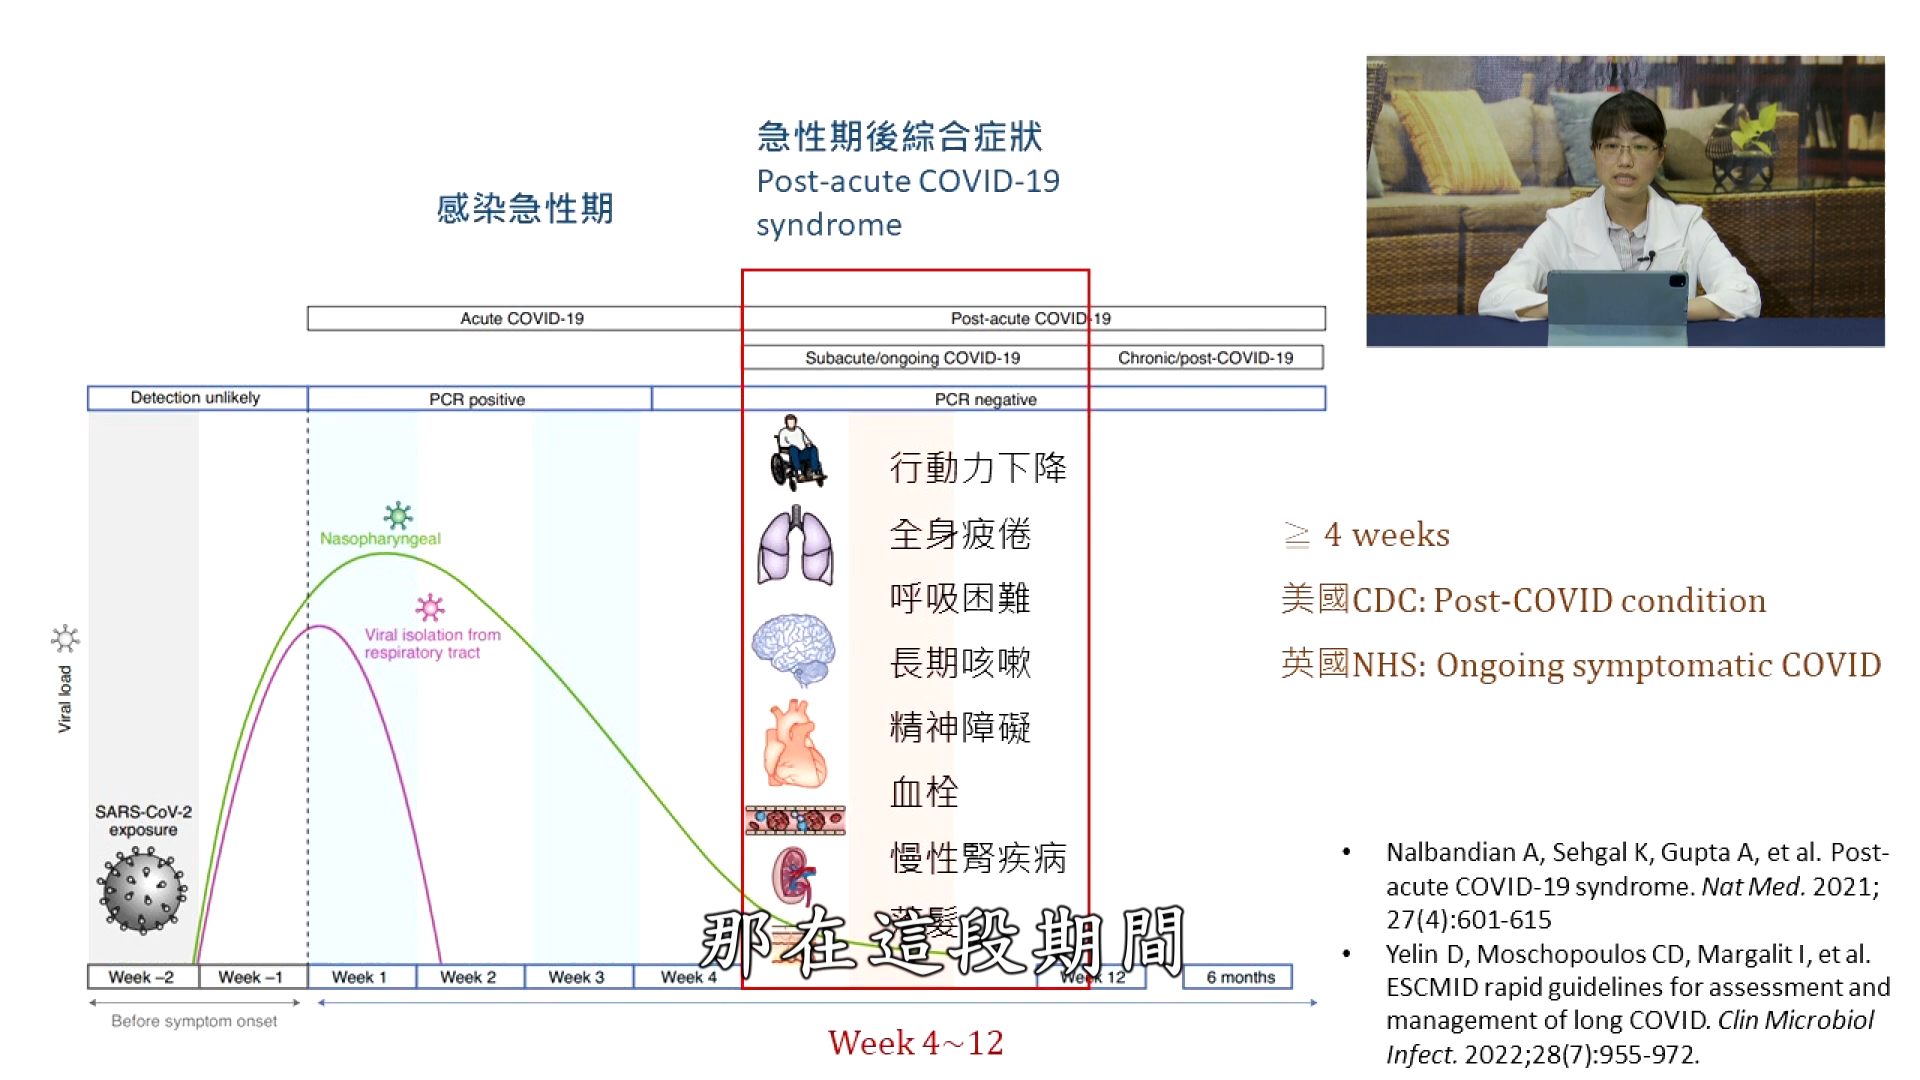 急性期後綜合症狀
Post-acute COVID-19
syndrome
感染急性期
Acute COVID-19
Post-acute COVID-19
Subacute/ongoing COVID-19
Chronic/post-COVID-19
Detection unlikely
PCR positive
PCR negative
行動力下降
全身疲倦
呼吸困難
長期咳嗽
精神障礙
血栓
慢性腎疾病
髮
Nasopharyngeal
Viral isolation from
respiratory tract
Viral load
SARS-CoV-2
exposure
≧ 4 weeks
美國CDC: Post-COVID condition
英國NHS: Ongoing symptomatic COVID
那在這段期間
Week –2
Week –1
Week 1
Week 2
Week 3
Week 4
Week 12
6 months
Before symptom onset
Week 4~12
• Nalbandian A, Sehgal K, Gupta A, et al. Post-
acute COVID-19 syndrome. Nat Med. 2021;
27(4):601-615
• Yelin D, Moschopoulos CD, Margalit I, et al.
ESCMID rapid guidelines for assessment and
management of long COVID. Clin Microbiol
Infect. 2022;28(7):955-972.